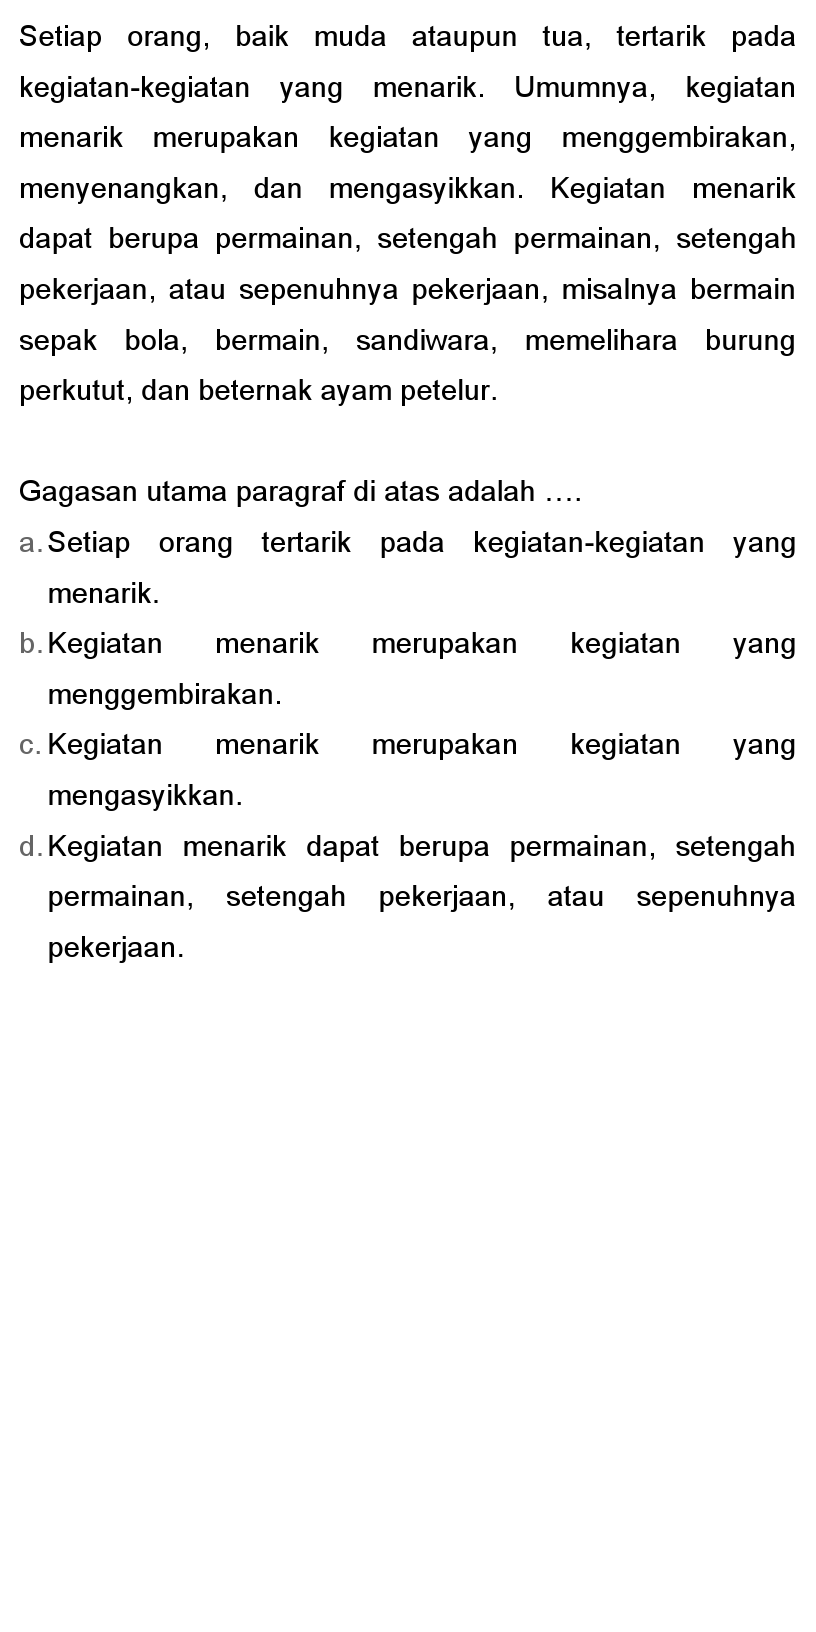 Setiap orang, baik muda ataupun tua, tertarik pada
kegiatan-kegiatan yang menarik. Umumnya, kegiatan
menarik merupakan kegiatan yang menggembirakan,
menyenangkan, dan mengasyikkan. Kegiatan menarik
dapat berupa permainan, setengah permainan, setengah
pekerjaan, atau sepenuhnya pekerjaan, misalnya bermain
sepak bola, bermain, sandiwara, memelihara burung
perkutut, dan beternak ayam petelur.
Gagasan utama paragraf di atas adalah ....
a. Setiap orang tertarik pada kegiatan-kegiatan yang
menarik.
b. Kegiatan menarik merupakan kegiatan yang
menggembirakan.
c. Kegiatan menarik merupakan kegiatan yang
mengasyikkan.
d. Kegiatan menarik dapat berupa permainan, setengah
permainan, setengah pekerjaan, atau sepenuhnya
pekerjaan.